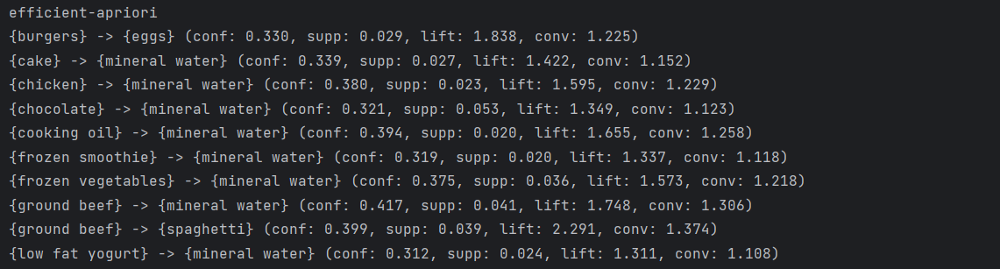 efficient-apriori
{burgers} -> {eggs} (conf: 0.330, supp: 0.029, lift: 1.838, conv: 1.225)
{cake} -> {mineral water} (conf: 0.339, supp: 0.027, lift: 1.422, conv: 1.152)
{chicken} -> {mineral water} (conf: 0.380, supp: 0.023, lift: 1.595, conv: 1.229)
{chocolate} -> {mineral water} (conf: 0.321, supp: 0.053, lift: 1.349, conv: 1.123)
{cooking oil} -> {mineral water} (conf: 0.394, supp: 0.020, lift: 1.655, conv: 1.258)
{frozen smoothie} -> {mineral water} (conf: 0.319, supp: 0.020, lift: 1.337, conv: 1.118)
{frozen vegetables} -> {mineral water} (conf: 0.375, supp: 0.036, lift: 1.573, conv: 1.218)
{ground beef} -> {mineral water} (conf: 0.417, supp: 0.041, lift: 1.748, conv: 1.306)
{ground beef} -> {spaghetti} (conf: 0.399, supp: 0.039, lift: 2.291, conv: 1.374)
{low fat yogurt} -> {mineral water} (conf: 0.312, supp: 0.024, lift: 1.311, conv: 1.108)